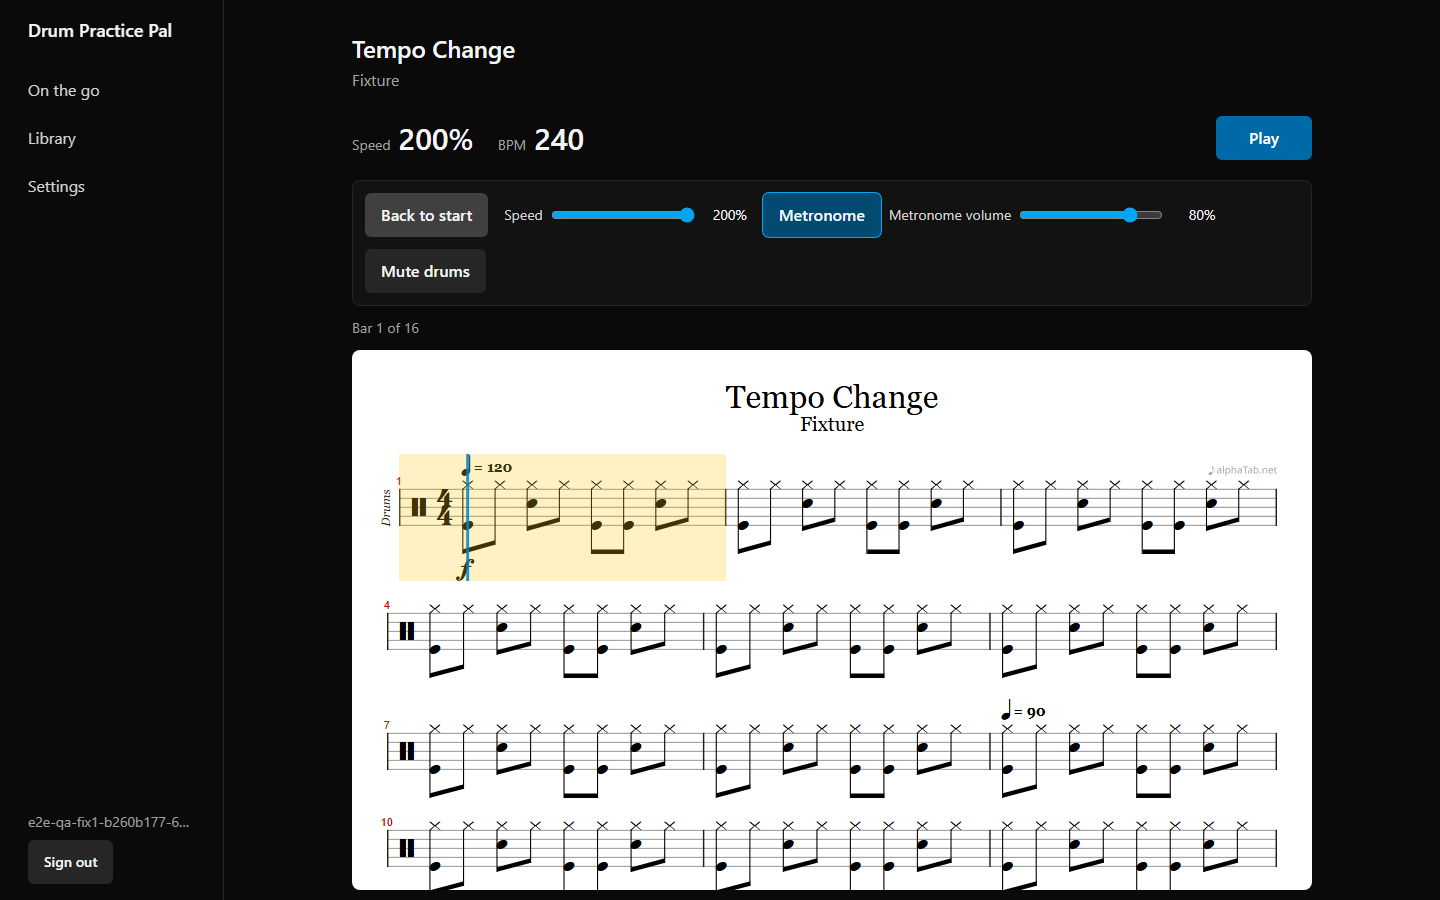 Drum Practice Pal
On the go
Library
Settings
e2e-qa-fix1-b260b177-6...
Sign out
Tempo Change
Fixture
Speed 200% BPM 240
Play
Back to start Speed 200% Metronome Metronome volume 80%
Mute drums
Bar 1 of 16
Tempo Change
Fixture
= 120
alphaTab.net
1
Drums
4
4
f
4
= 90
7
10